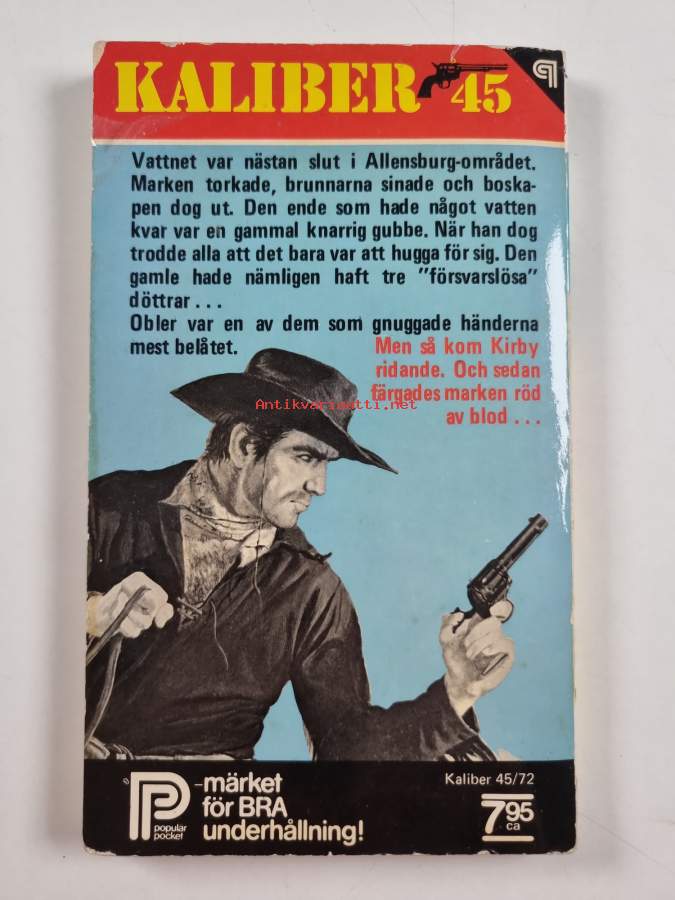 KALIBER 45
Vattnet var nästan slut i Allensburg-området.
Marken torkade, brunnarna sinade och boska-
pen dog ut. Den ende som hade något vatten
kvar var en gammal knarrig gubbe. När han dog
trodde alla att det bara var att hugga för sig. Den
gamle hade nämligen haft tre "försvarslösa"
döttrar...
Obler var en av dem som gnuggade händerna
mest belåtet.
Men så kom Kirby
ridande. Och sedan
färgades marken röd
av blod...
Antikvariaatti.net
P
popular
pocket
-märket
för BRA
underhållning!
Kaliber 45/72
795
ca